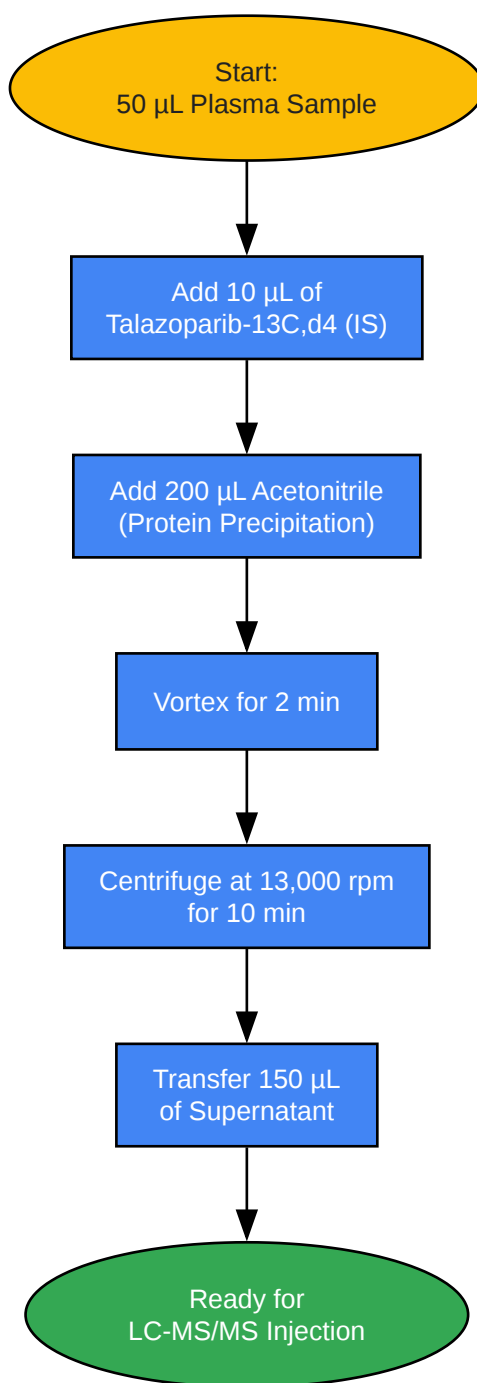 Start:
50 µL Plasma Sample
Add 10 µL of
Talazoparib-13C,d4 (IS)
Add 200 µL Acetonitrile
(Protein Precipitation)
Vortex for 2 min
Centrifuge at 13,000 rpm
for 10 min
Transfer 150 µL
of Supernatant
Ready for
LC-MS/MS Injection